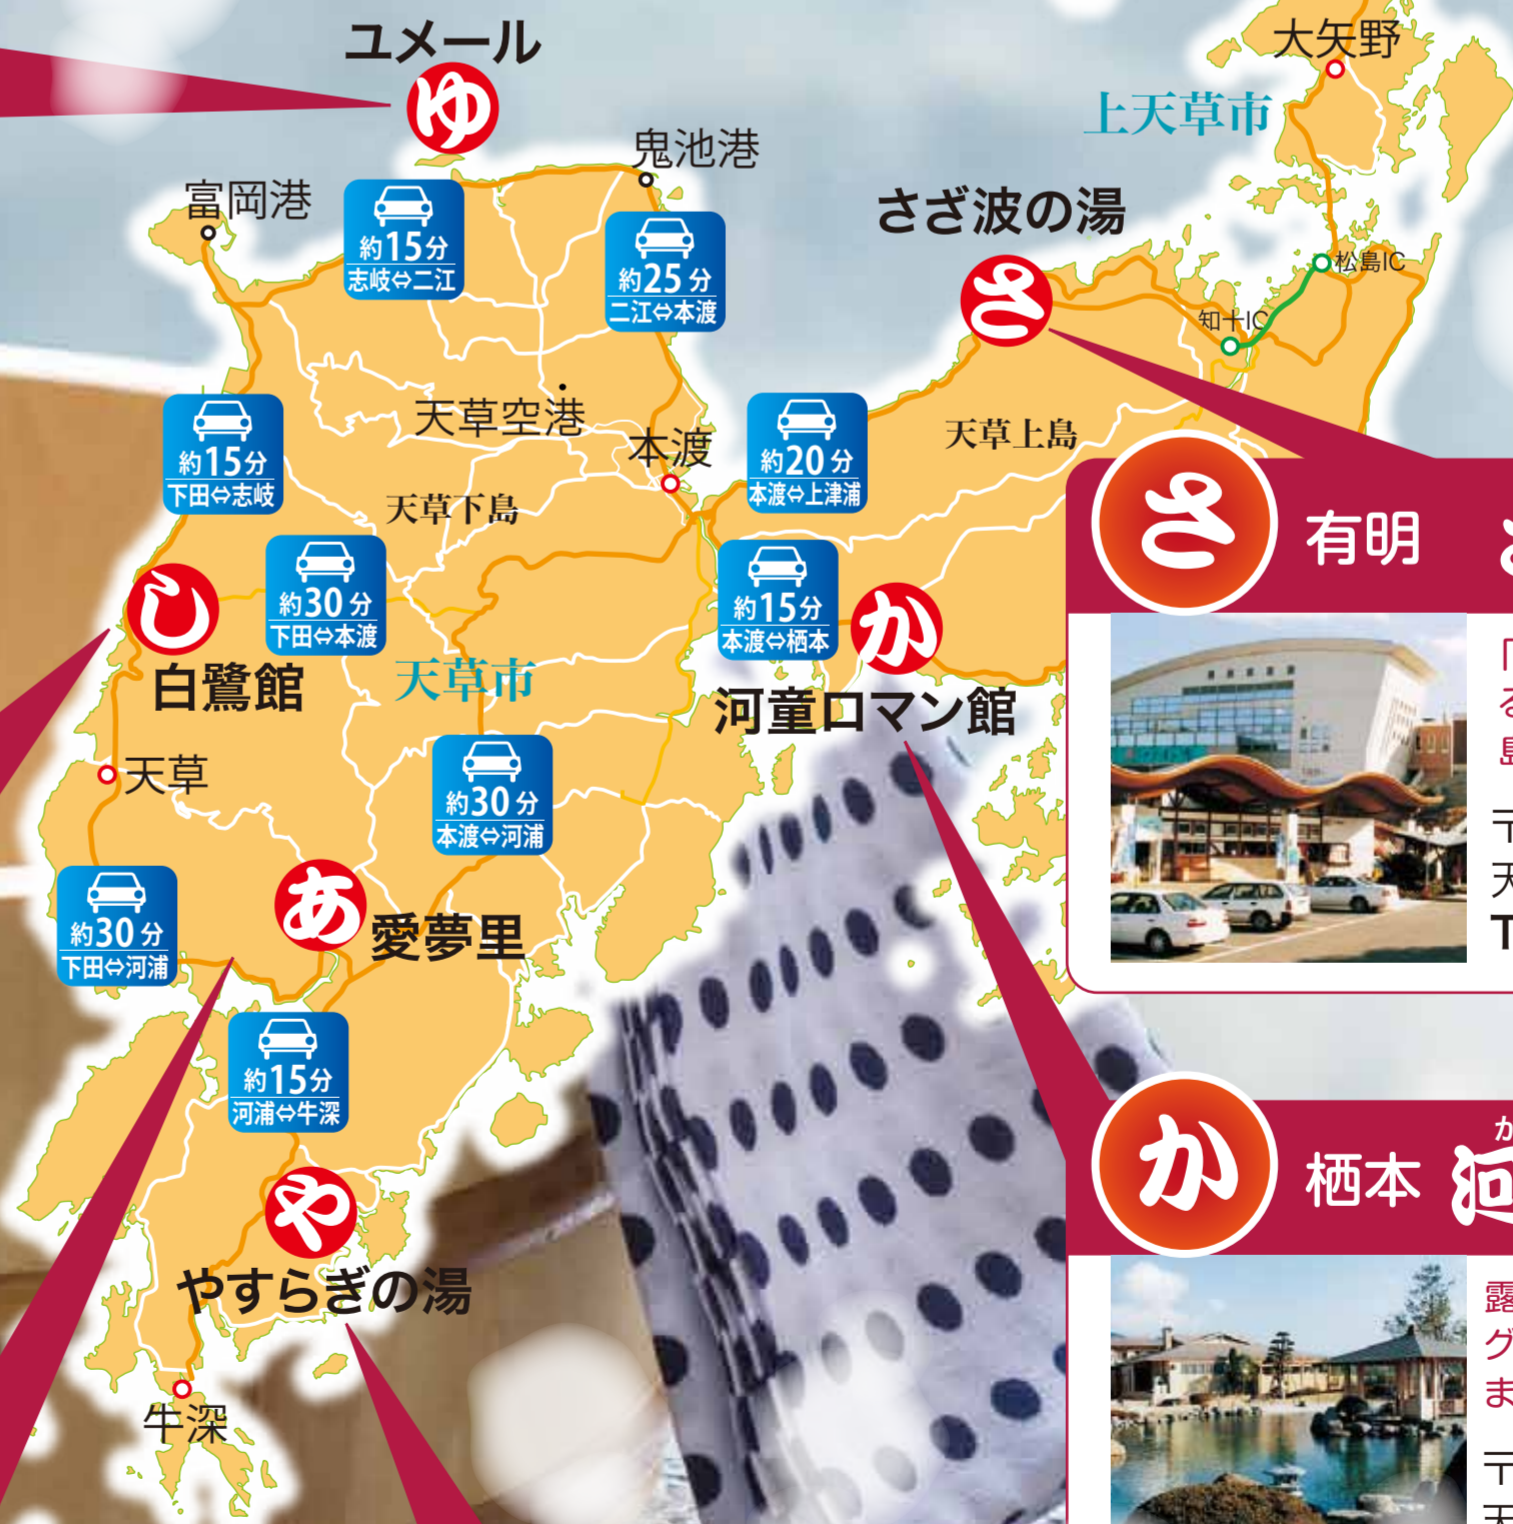 ユメール
ゆ
大矢野
上天草市
鬼池港
富岡港
約15分
志岐⇔二江
約25分
二江⇔本渡
さざ波の湯
さ
松島IC
知十IC
天草空港
本渡
天草上島
約15分
下田⇔志岐
天草下島
約20分
本渡⇔上津浦
さ
有明
約30分
下田⇔本渡
し
白鷺館
天草市
約15分
本渡⇔栖本
か
河童ロマン館
天草
約30分
本渡⇔河浦
る
〒
天
T
あ
愛夢里
約30分
下田⇔河浦
約15分
河浦⇔牛深
や
やすらぎの湯
か
栖本
か
河
露
グ
ま
〒
天
牛深